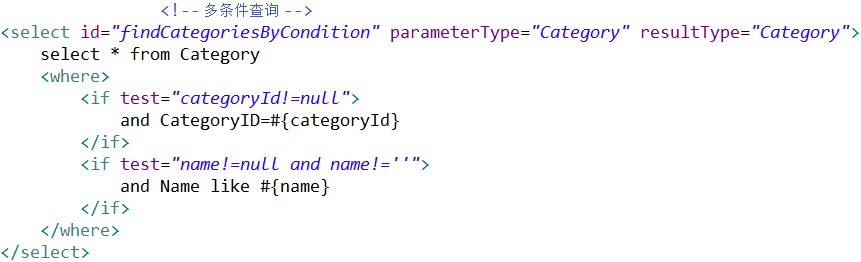 <!-- 多条件查询 -->
<select id="findCategoriesByCondition" parameterType="Category" resultType="Category">
    select * from Category
    <where>
        <if test="categoryId!=null">
            and CategoryID=#{categoryId}
        </if>
        <if test="name!=null and name!=''">
            and Name like #{name}
        </if>
    </where>
</select>